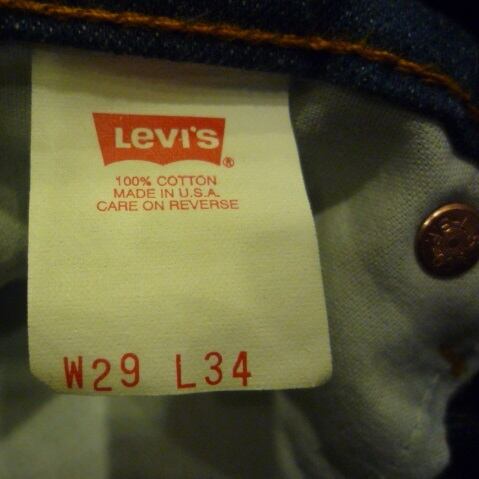 LEVI'S®
100% COTTON
MADE IN U.S.A.
CARE ON REVERSE
W29 L34